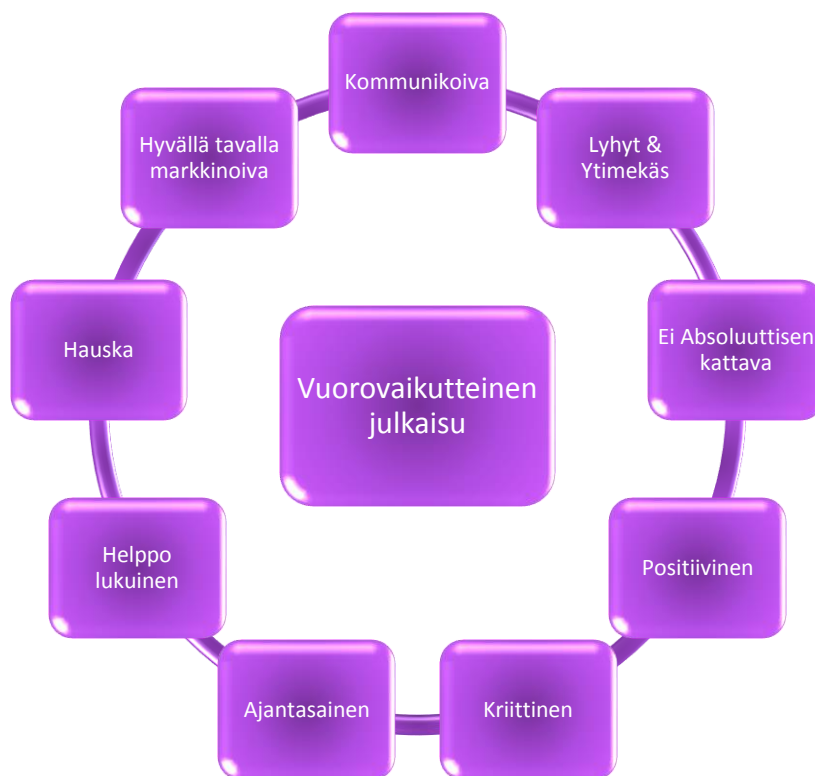 Kommunikoiva
Lyhyt &
Ytimekäs
Ei Absoluuttisen
kattava
Positiivinen
Kriittinen
Ajantasainen
Helppo
lukuinen
Hauska
Hyvällä tavalla
markkinoiva
Vuorovaikutteinen
julkaisu